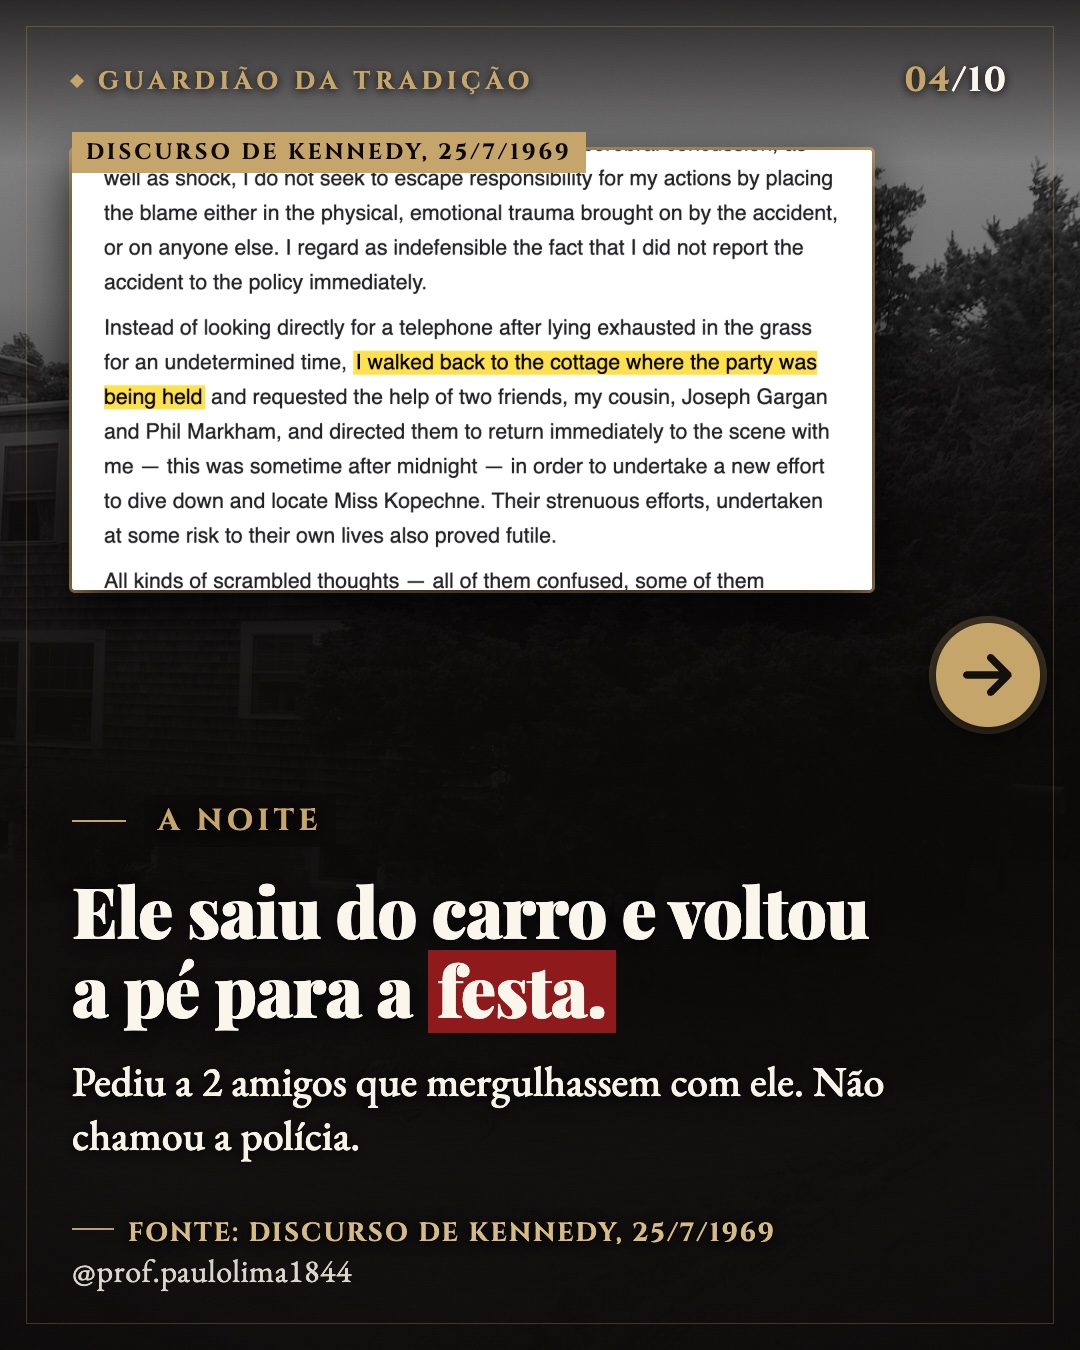 ◆ GUARDIÃO DA TRADIÇÃO
04/10
DISCURSO DE KENNEDY, 25/7/1969
well as shock, I do not seek to escape responsibility for my actions by placing
the blame either in the physical, emotional trauma brought on by the accident,
or on anyone else. I regard as indefensible the fact that I did not report the
accident to the policy immediately.
Instead of looking directly for a telephone after lying exhausted in the grass
for an undetermined time, I walked back to the cottage where the party was
being held and requested the help of two friends, my cousin, Joseph Gargan
and Phil Markham, and directed them to return immediately to the scene with
me — this was sometime after midnight — in order to undertake a new effort
to dive down and locate Miss Kopechne. Their strenuous efforts, undertaken
at some risk to their own lives also proved futile.
All kinds of scrambled thoughts — all of them confused, some of them
A NOITE
Ele saiu do carro e voltou
a pé para a festa.
Pediu a 2 amigos que mergulhassem com ele. Não
chamou a polícia.
FONTE: DISCURSO DE KENNEDY, 25/7/1969
@prof.paulolima1844